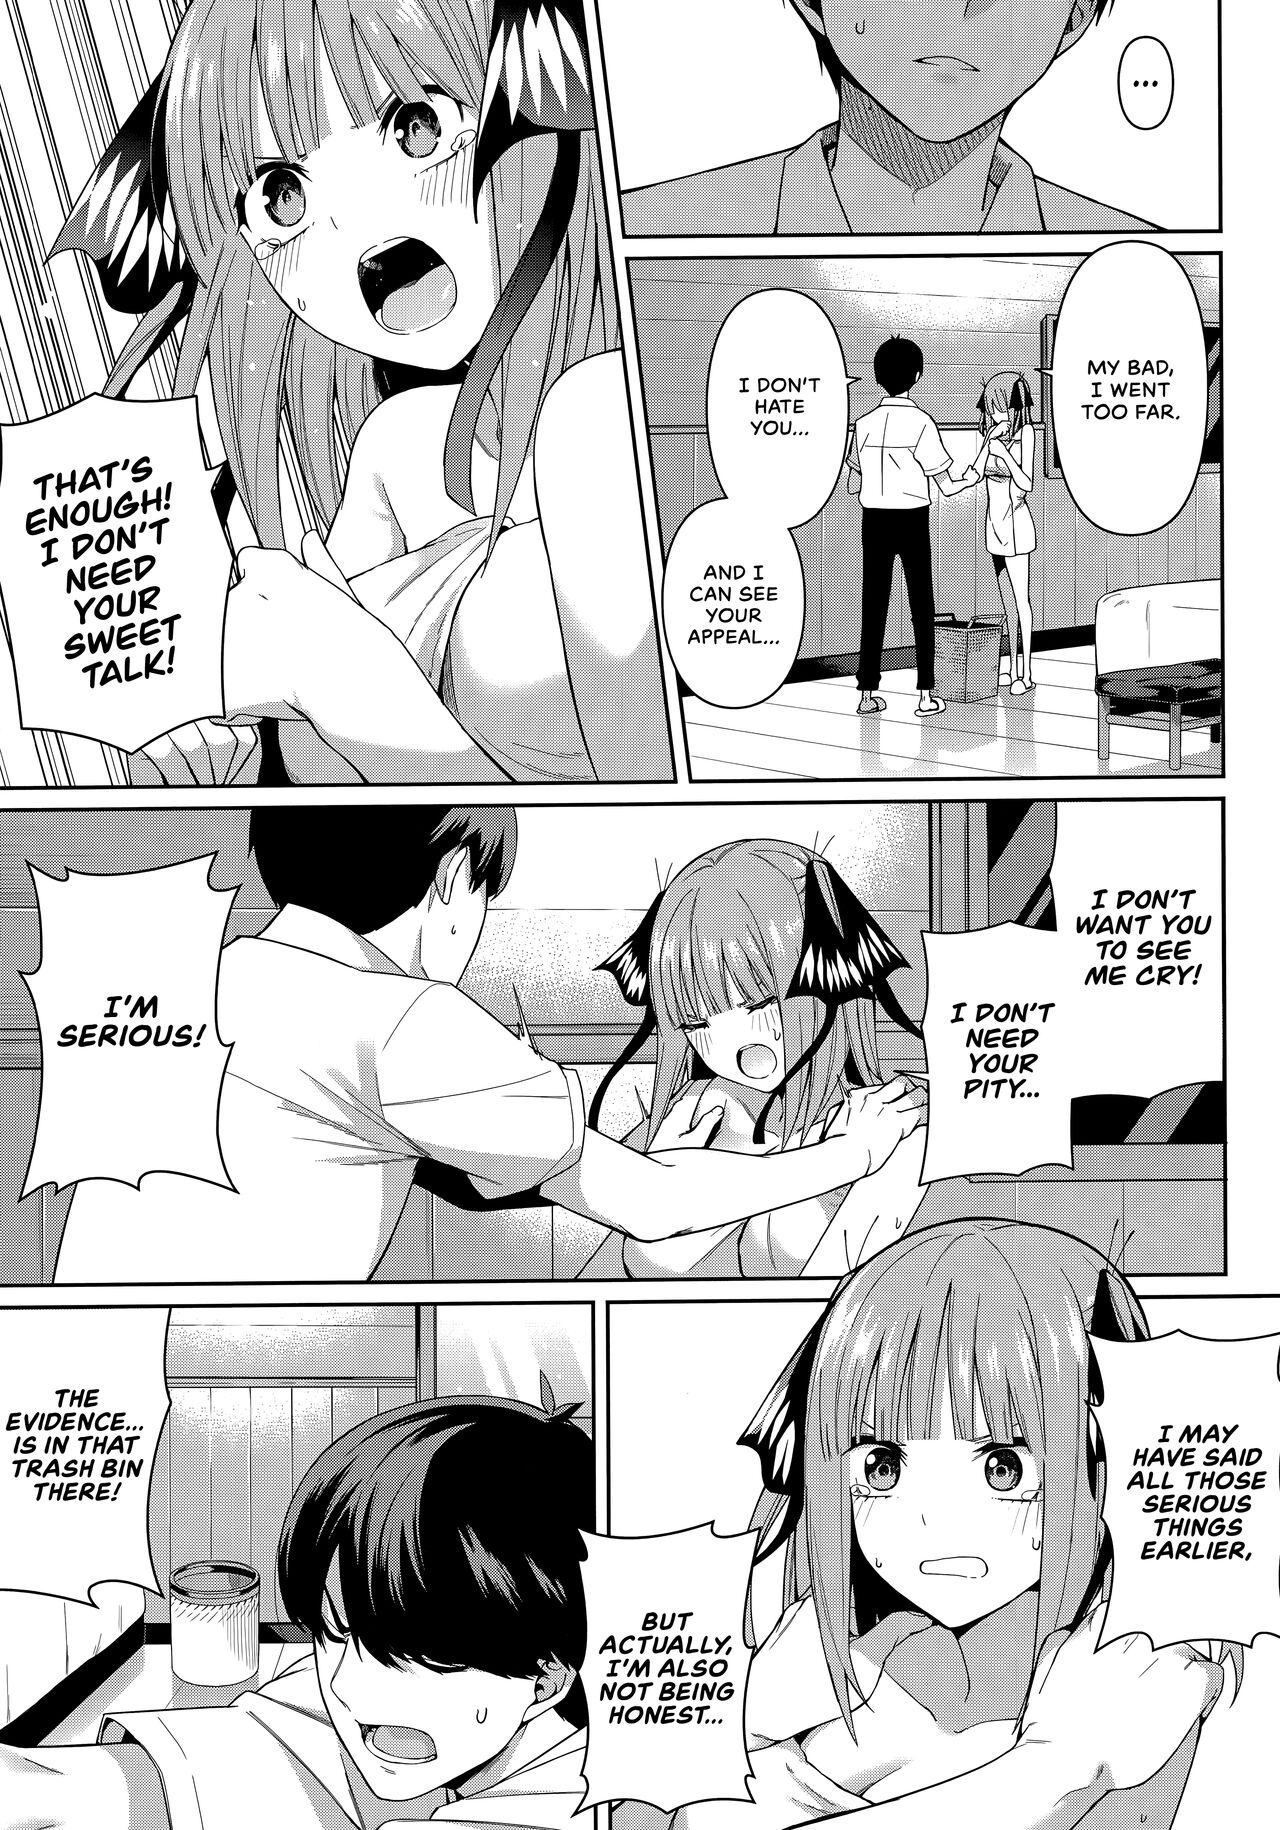 ...
MY BAD,
I WENT
TOO FAR.
I DON'T
HATE
YOU...
AND I
CAN SEE
YOUR
APPEAL...
THAT'S
ENOUGH!
I DON'T
NEED
YOUR
SWEET
TALK!
I DON'T
WANT YOU
TO SEE
ME CRY!
I DON'T
NEED
YOUR
PITY...
I'M
SERIOUS!
I MAY
HAVE SAID
ALL THOSE
SERIOUS
THINGS
EARLIER,
BUT
ACTUALLY,
I'M ALSO
NOT BEING
HONEST...
THE
EVIDENCE...
IS IN THAT
TRASH BIN
THERE!